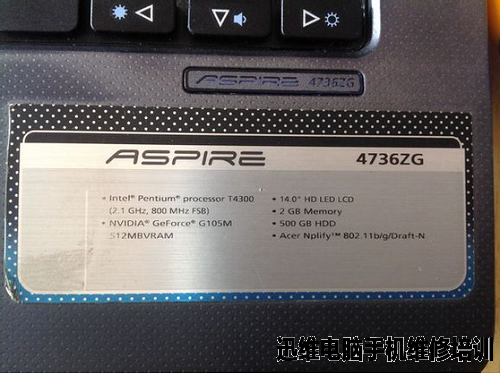 ASPIRE 4736ZG
ASPIRE 4736ZG
• Intel® Pentium® processor T4300
(2.1 GHz, 800 MHz FSB)
• NVIDIA® GeForce® G105M
512MBVRAM
• 14.0" HD LED LCD
• 2 GB Memory
• 500 GB HDD
• Acer Nplify™ 802.11b/g/Draft-N
迅维电脑手机维修培训